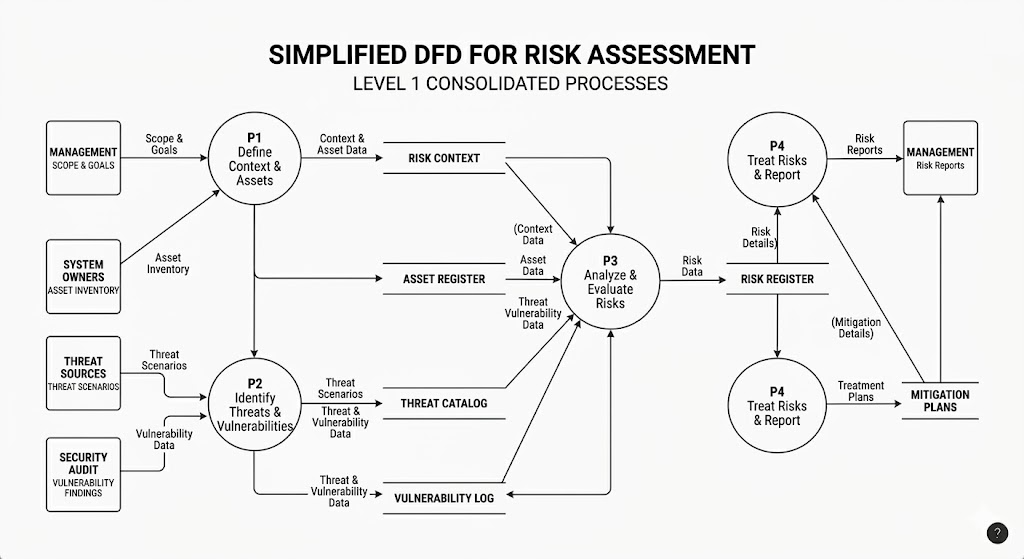 SIMPLIFIED DFD FOR RISK ASSESSMENT
LEVEL 1 CONSOLIDATED PROCESSES
MANAGEMENT
SCOPE & GOALS
Scope &
Goals
P1
Define
Context &
Assets
Context &
Asset Data
RISK CONTEXT
P4
Treat Risks
& Report
Risk
Reports
MANAGEMENT
Risk Reports
SYSTEM
OWNERS
ASSET INVENTORY
Asset
Inventory
(Context
Data
Asset
Data
ASSET REGISTER
Threat
Vulnerability
Data
P3
Analyze &
Evaluate
Risks
Risk
Data
Risk
Details)
RISK REGISTER
(Mitigation
Details)
THREAT
SOURCES
THREAT SCENARIOS
Threat
Scenarios
P2
Identify
Threats &
Vulnerabilities
Threat
Scenarios
Threat &
Vulnerability
Data
THREAT CATALOG
P4
Treat Risks
& Report
Treatment
Plans
MITIGATION
PLANS
Vulnerability
Data
SECURITY
AUDIT
VULNERABILITY
FINDINGS
Threat &
Vulnerability
Data
VULNERABILITY LOG
?